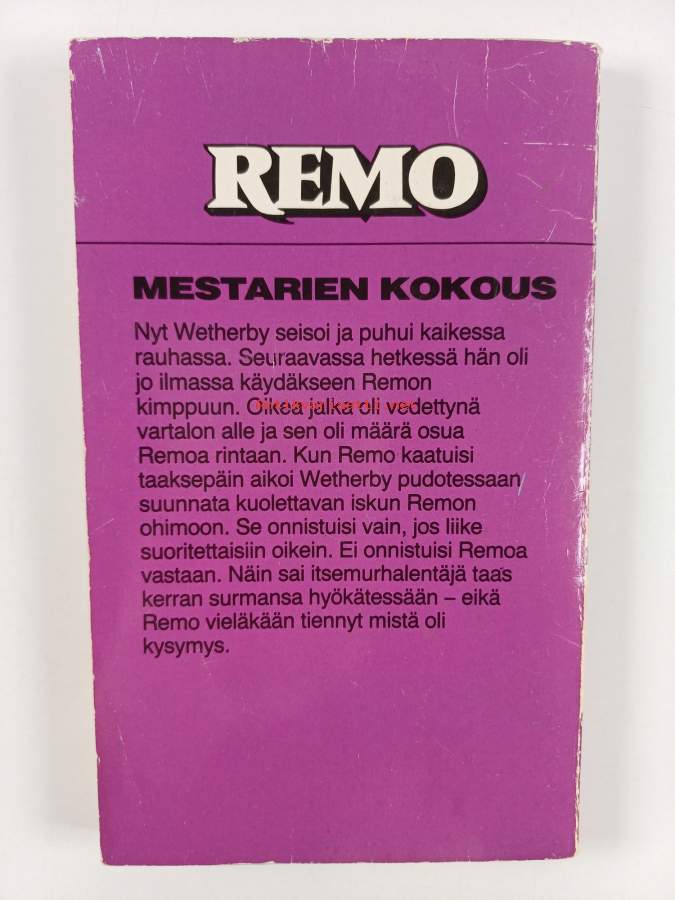 REMO
MESTARIEN KOKOUS
Nyt Wetherby seisoi ja puhui kaikessa
rauhassa. Seuraavassa hetkessä hän oli
jo ilmassa käydäkseen Remon
kimppuun. Oikea jalka oli vedettynä
vartalon alle ja sen oli määrä osua
Remoa rintaan. Kun Remo kaatuisi
taaksepäin aikoi Wetherby pudotessaan
suunnata kuolettavan iskun Remon
ohimoon. Se onnistuisi vain, jos liike
suoritettaisiin oikein. Ei onnistuisi Remoa
vastaan. Näin sai itsemurhalentäjä taas
kerran surmansa hyökätessään – eikä
Remo vieläkään tiennyt mistä oli
kysymys.